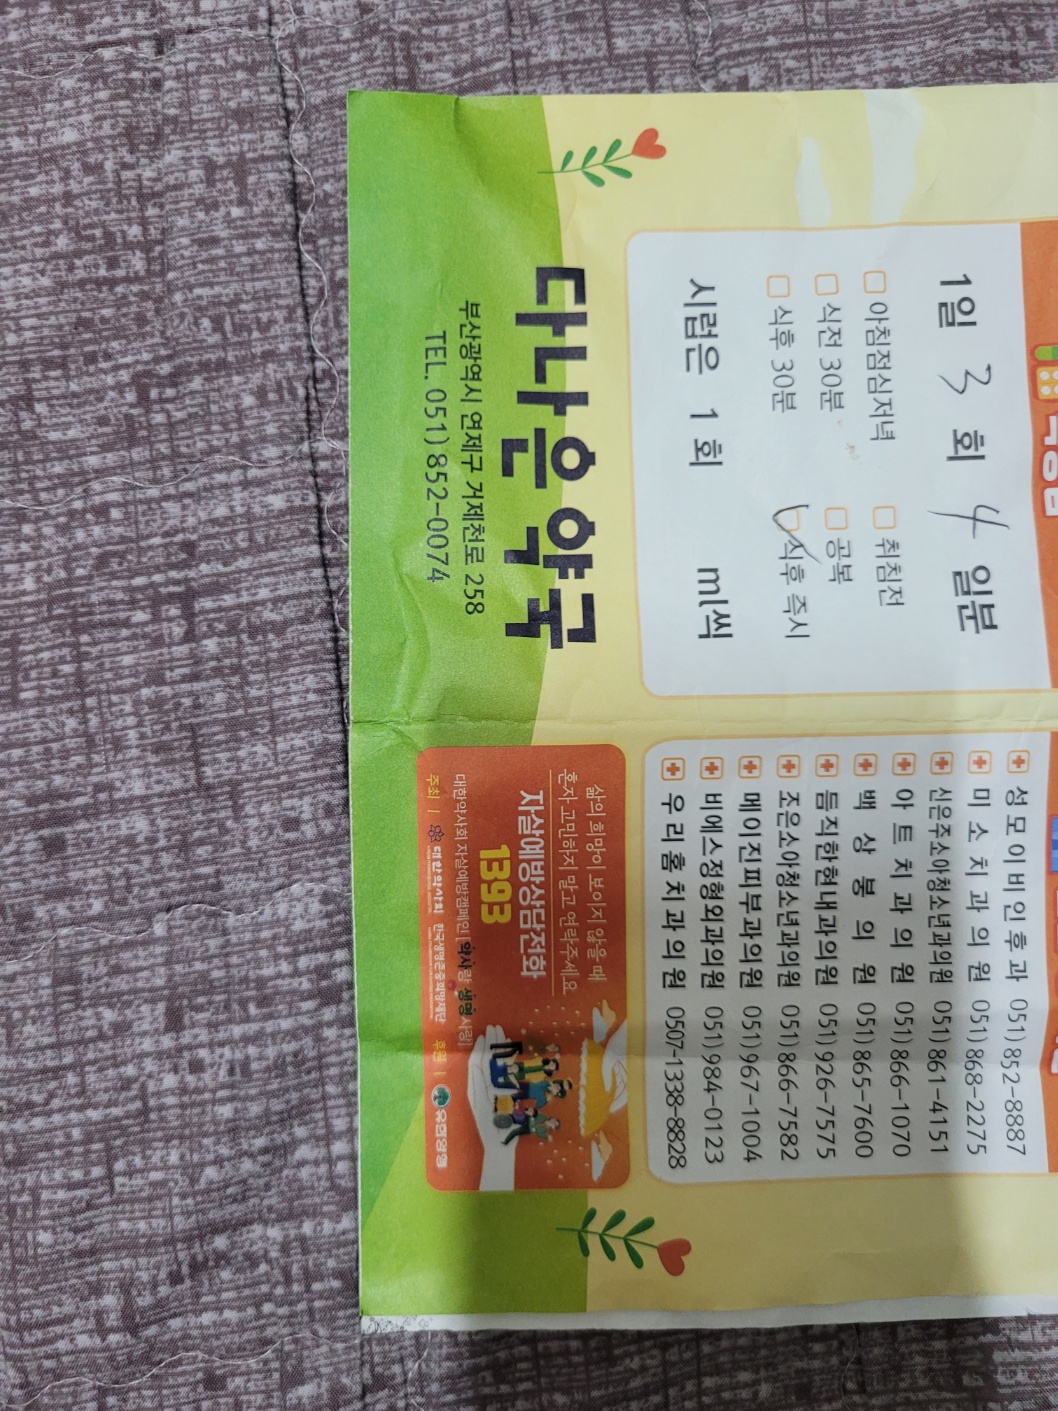 1일 3 회 4 일분
아침점심저녁 취침전
식전 30분 공복
식후 30분 식후 즉시
시럽은 1 회 ml씩
다나은약국
부산광역시 연제구 거제천로 258
TEL. 051) 852-0074
성모이비인후과 051) 852-8887
미소치과의원 051) 868-2275
신은주소아청소년과의원 051) 861-4151
아트치과의원 051) 866-1070
백상봉의원 051) 865-7600
듬직한현내과의원 051) 926-7575
조은소아청소년과의원 051) 866-7582
메이진피부과의원 051) 967-1004
비에스정형외과의원 051) 984-0123
우리홈치과의원 0507-1338-8828
삶의 희망이 보이지 않을 때
혼자 고민하지 말고 연락주세요
자살예방상담전화
1393
대한약사회 자살예방캠페인 | 약사랑 생명사랑 |
주최 | 대한약사회 한국생명존중희망재단 후원 | 유한양행